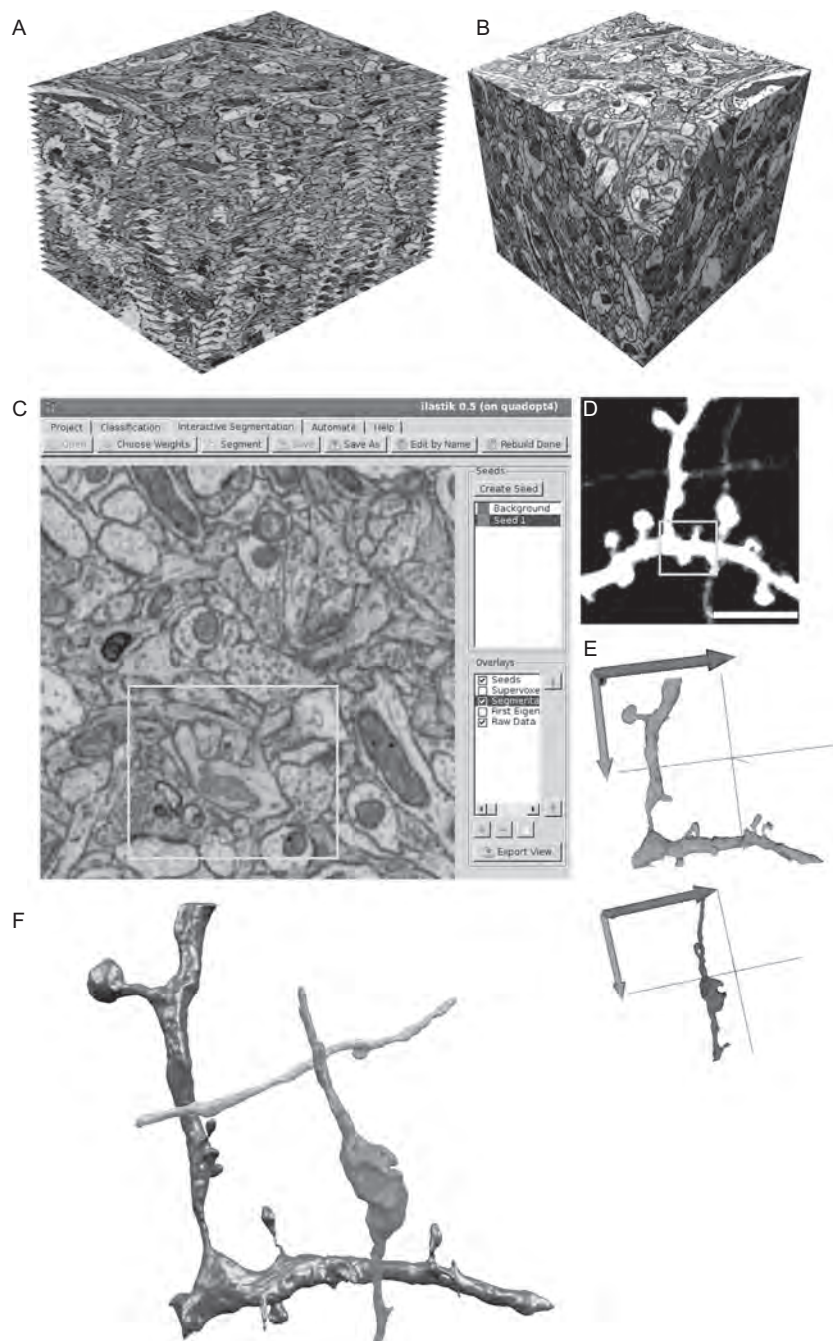 A
B
C
ilastik 0.5 (on quadopt4)
Project Classification Interactive Segmentation Automate Help
Open Choose Weights Segment Save Save As Edit by Name Rebuild Done
Seeds
Create Seed
Background
Seed 1
Overlays
Seeds
Supervoxe
Segmenta
First Eigen
Raw Data
Export View
D
E
F